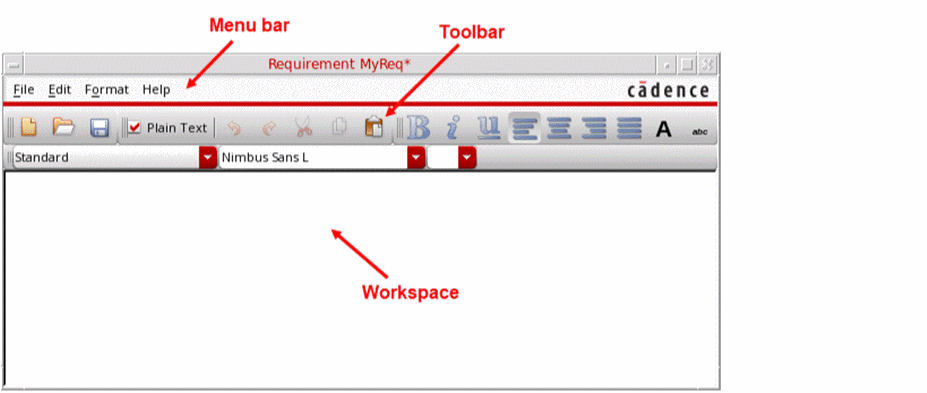 Menu bar
Toolbar
Requirement MyReq*
File Edit Format Help
cādence
Plain Text B i u A abc
Standard Nimbus Sans L
Workspace